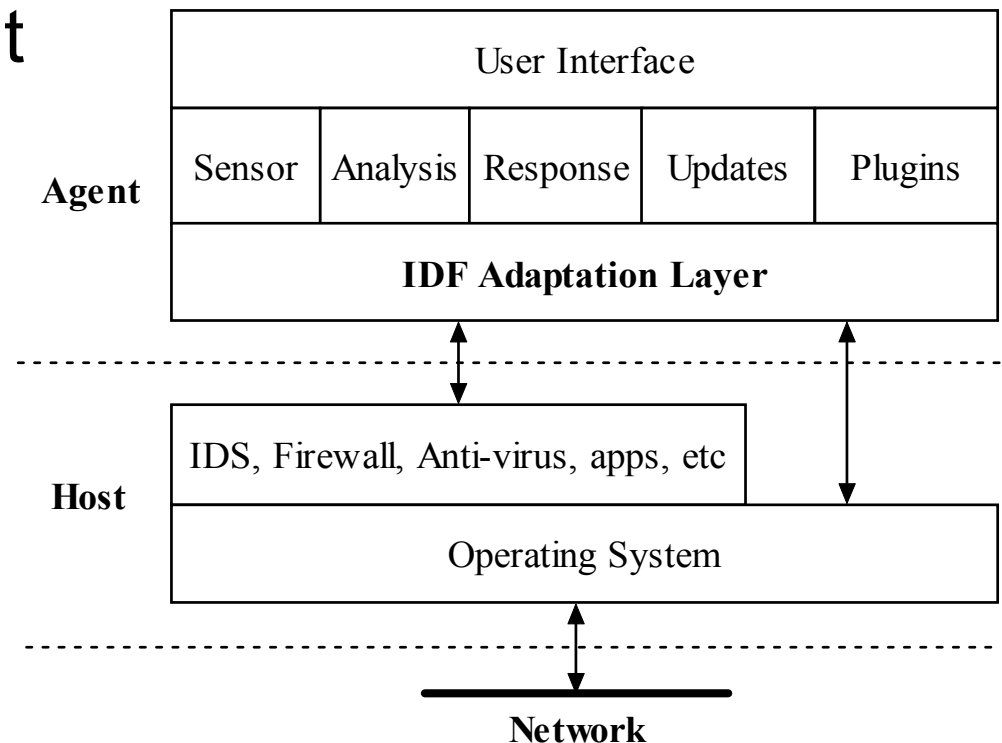 t
User Interface
Sensor Analysis Response Updates Plugins
Agent
IDF Adaptation Layer
IDS, Firewall, Anti-virus, apps, etc
Host
Operating System
Network